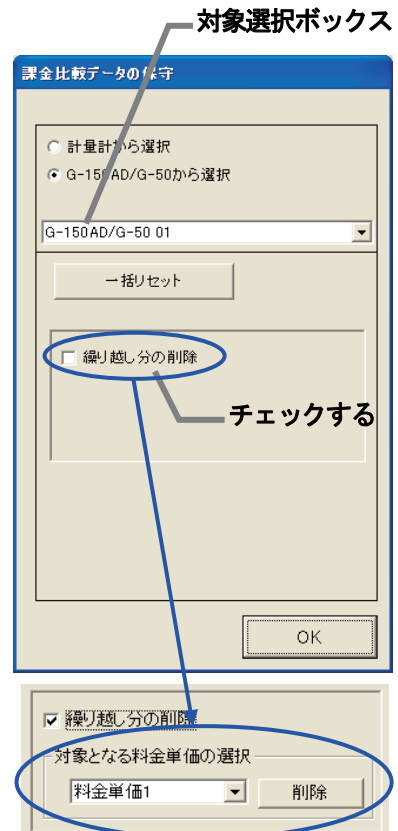 対象選択ボックス
課金比較データの保守
計量計から選択
G-150AD/G-50から選択
G-150AD/G-50 01
一括リセット
繰り越し分の削除
チェックする
OK
繰り越し分の削除
対象となる料金単価の選択
料金単価1
削除